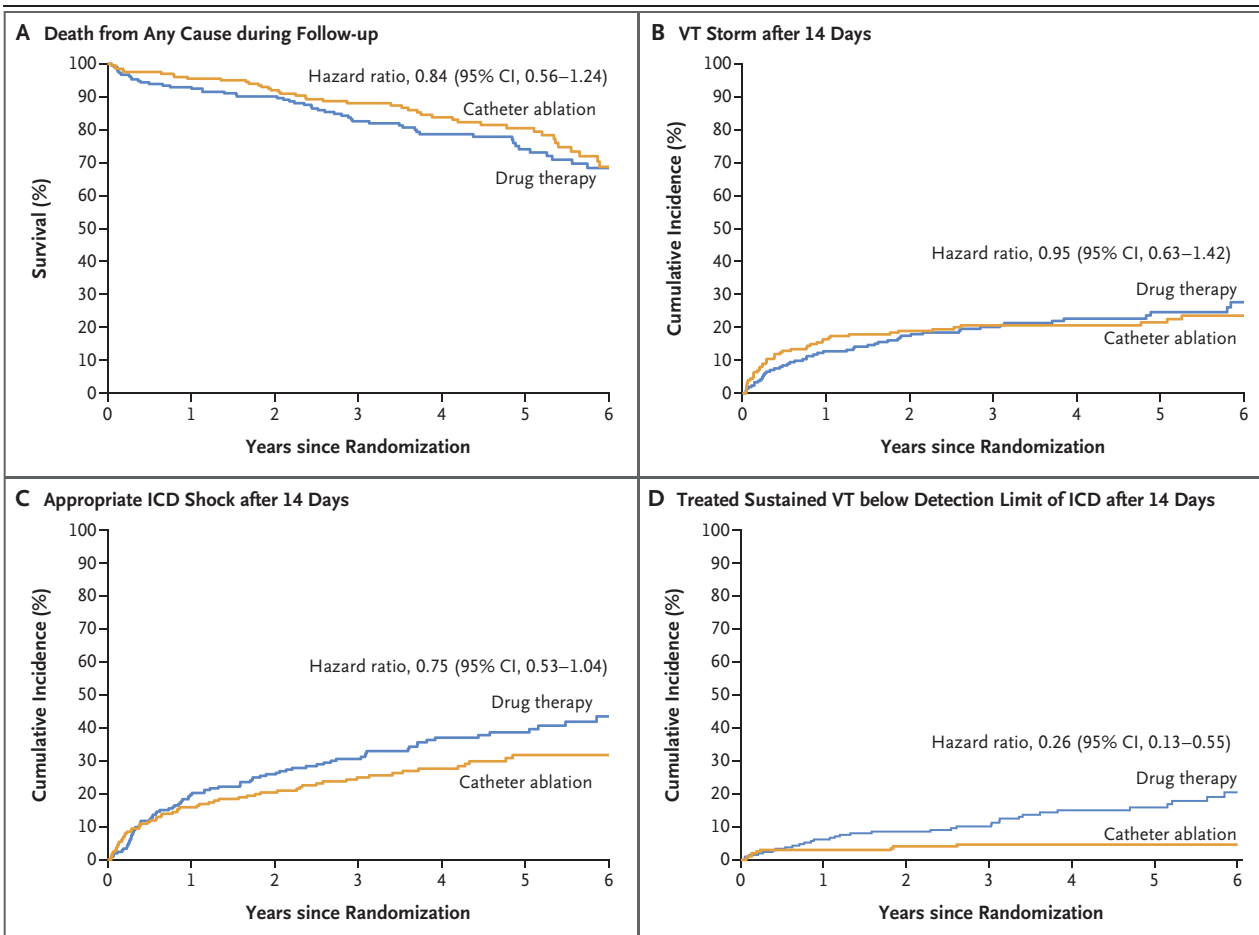 A Death from Any Cause during Follow-up
Survival (%)
100
90
80
70
60
50
40
30
20
10
0
Hazard ratio, 0.84 (95% CI, 0.56–1.24)
Catheter ablation
Drug therapy
0 1 2 3 4 5 6
Years since Randomization
B VT Storm after 14 Days
Cumulative Incidence (%)
100
90
80
70
60
50
40
30
20
10
0
Hazard ratio, 0.95 (95% CI, 0.63–1.42)
Drug therapy
Catheter ablation
0 1 2 3 4 5 6
Years since Randomization
C Appropriate ICD Shock after 14 Days
Cumulative Incidence (%)
100
90
80
70
60
50
40
30
20
10
0
Hazard ratio, 0.75 (95% CI, 0.53–1.04)
Drug therapy
Catheter ablation
0 1 2 3 4 5 6
Years since Randomization
D Treated Sustained VT below Detection Limit of ICD after 14 Days
Cumulative Incidence (%)
100
90
80
70
60
50
40
30
20
10
0
Hazard ratio, 0.26 (95% CI, 0.13–0.55)
Drug therapy
Catheter ablation
0 1 2 3 4 5 6
Years since Randomization